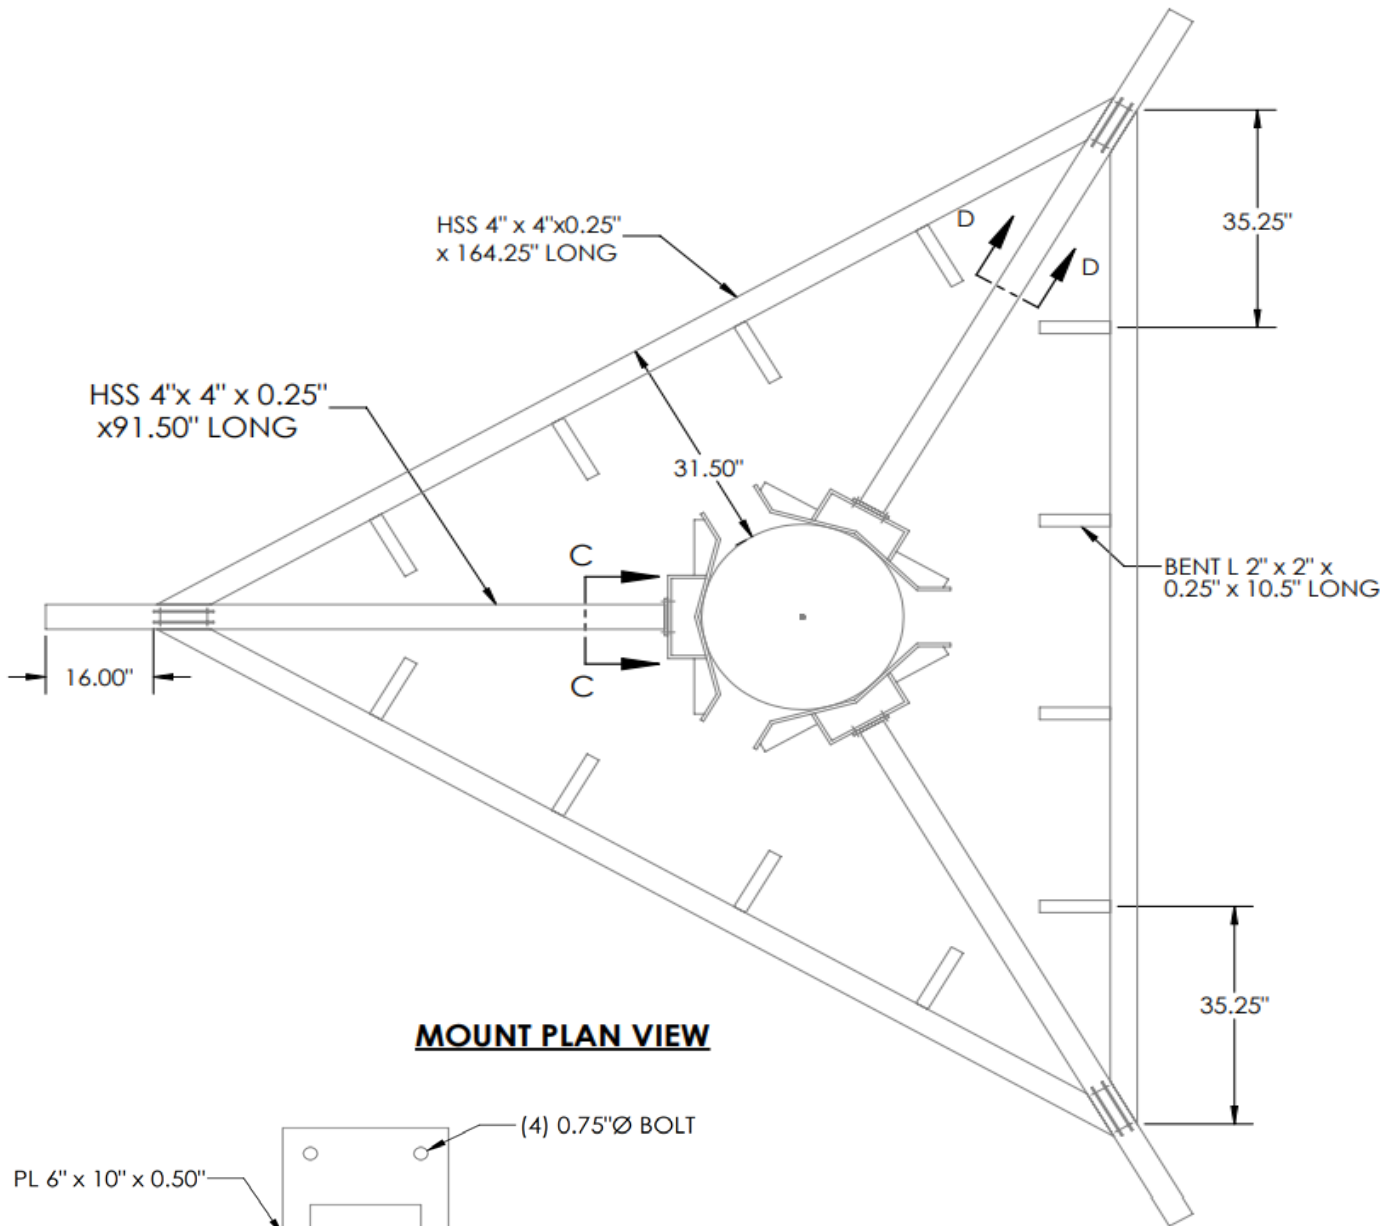 HSS 4" x 4"x0.25"
x 164.25" LONG
D
D
35.25"
HSS 4"x 4" x 0.25"
x91.50" LONG
31.50"
C
BENT L 2" x 2" x
0.25" x 10.5" LONG
16.00"
C
35.25"
MOUNT PLAN VIEW
(4) 0.75"Ø BOLT
PL 6" x 10" x 0.50"